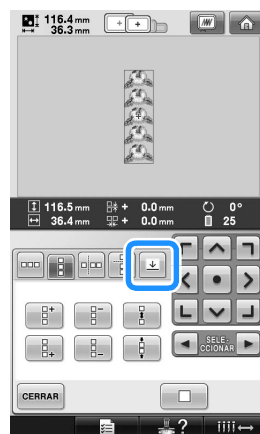 116.4 mm
36.3 mm
116.5 mm + 0.0 mm 0°
36.4 mm + 0.0 mm 25
SELE-
CCIONAR
CERRAR
?